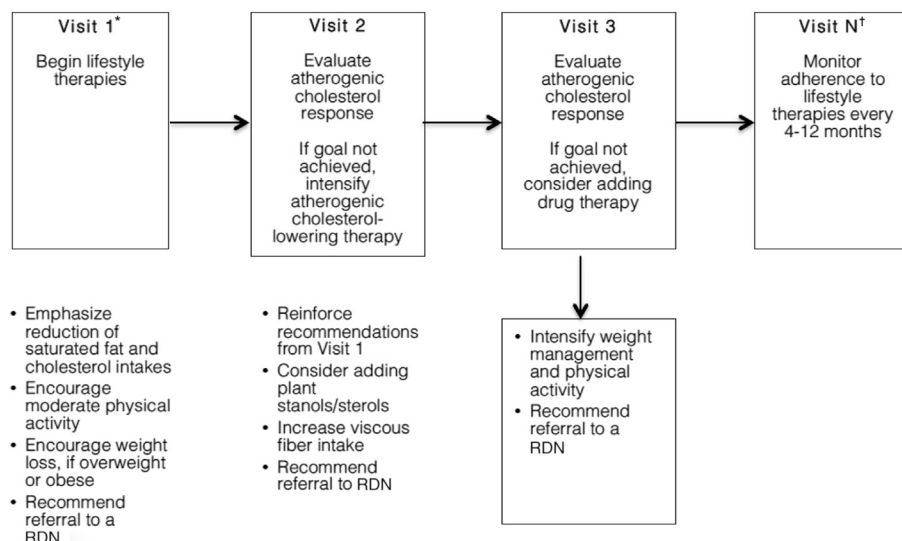 Visit 1*
Begin lifestyle
therapies
Visit 2
Evaluate
atherogenic
cholesterol
response
If goal not
achieved,
intensify
atherogenic
cholesterol-
lowering therapy
Visit 3
Evaluate
atherogenic
cholesterol
response
If goal not
achieved,
consider adding
drug therapy
Visit N†
Monitor
adherence to
lifestyle
therapies every
4-12 months
• Emphasize
reduction of
saturated fat and
cholesterol intakes
• Encourage
moderate physical
activity
• Encourage weight
loss, if overweight
or obese
• Recommend
referral to a
RDN
• Reinforce
recommendations
from Visit 1
• Consider adding
plant
stanols/sterols
• Increase viscous
fiber intake
• Recommend
referral to RDN
• Intensify weight
management
and physical
activity
• Recommend
referral to a
RDN